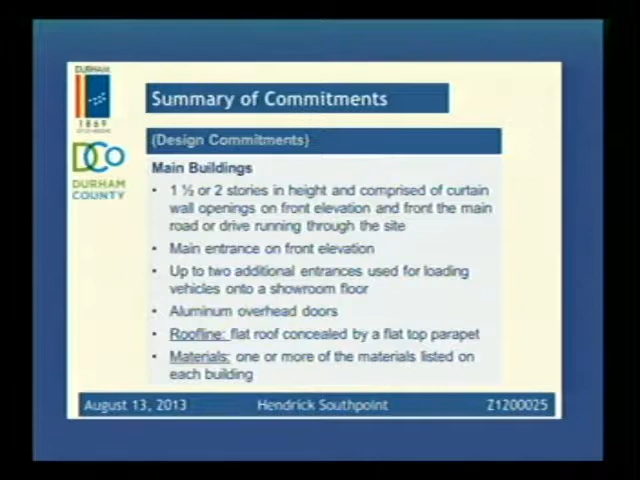 DURHAM
1869
DCO
DURHAM
COUNTY
Summary of Commitments
(Design Commitments)
Main Buildings
• 1 ½ or 2 stories in height and comprised of curtain
wall openings on front elevation and front the main
road or drive running through the site
• Main entrance on front elevation
• Up to two additional entrances used for loading
vehicles onto a showroom floor
• Aluminum overhead doors
• Roofline: flat roof concealed by a flat top parapet
• Materials: one or more of the materials listed on
each building
August 13, 2013 Hendrick Southpoint Z1200025